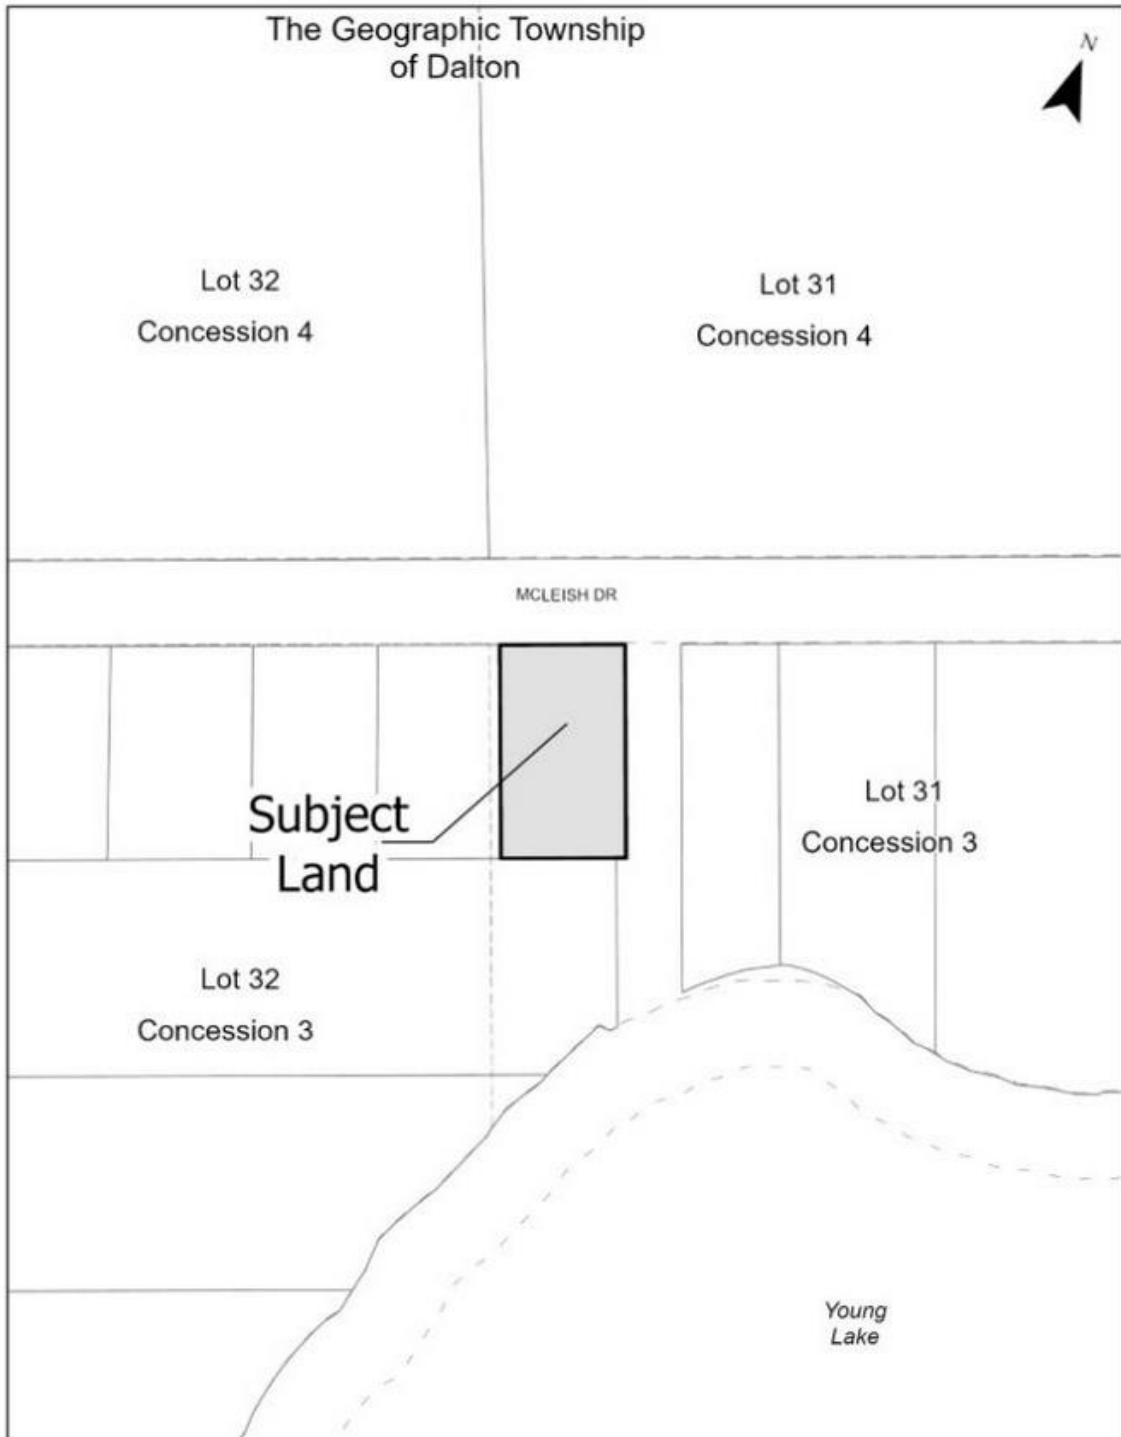 The Geographic Township
of Dalton
N
Lot 32
Concession 4
Lot 31
Concession 4
MCLEISH DR
Subject
Land
Lot 31
Concession 3
Lot 32
Concession 3
Young
Lake